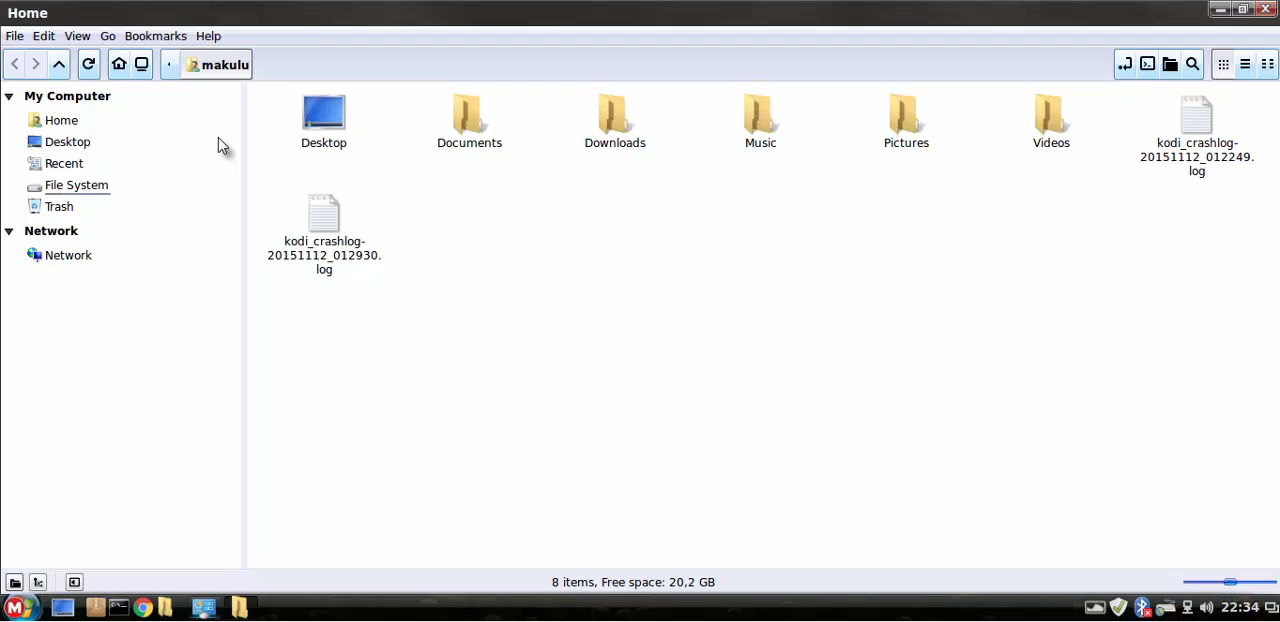 Home
File Edit View Go Bookmarks Help
makulu
My Computer
Home
Desktop
Recent
File System
Trash
Network
Network
Desktop
Documents
Downloads
Music
Pictures
Videos
kodi_crashlog-
20151112_012249.
log
kodi_crashlog-
20151112_012930.
log
8 items, Free space: 20,2 GB
M
22:34